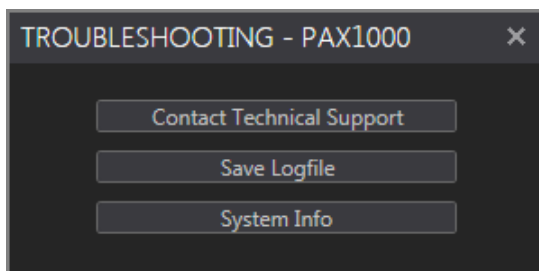 TROUBLESHOOTING - PAX1000
Contact Technical Support
Save Logfile
System Info